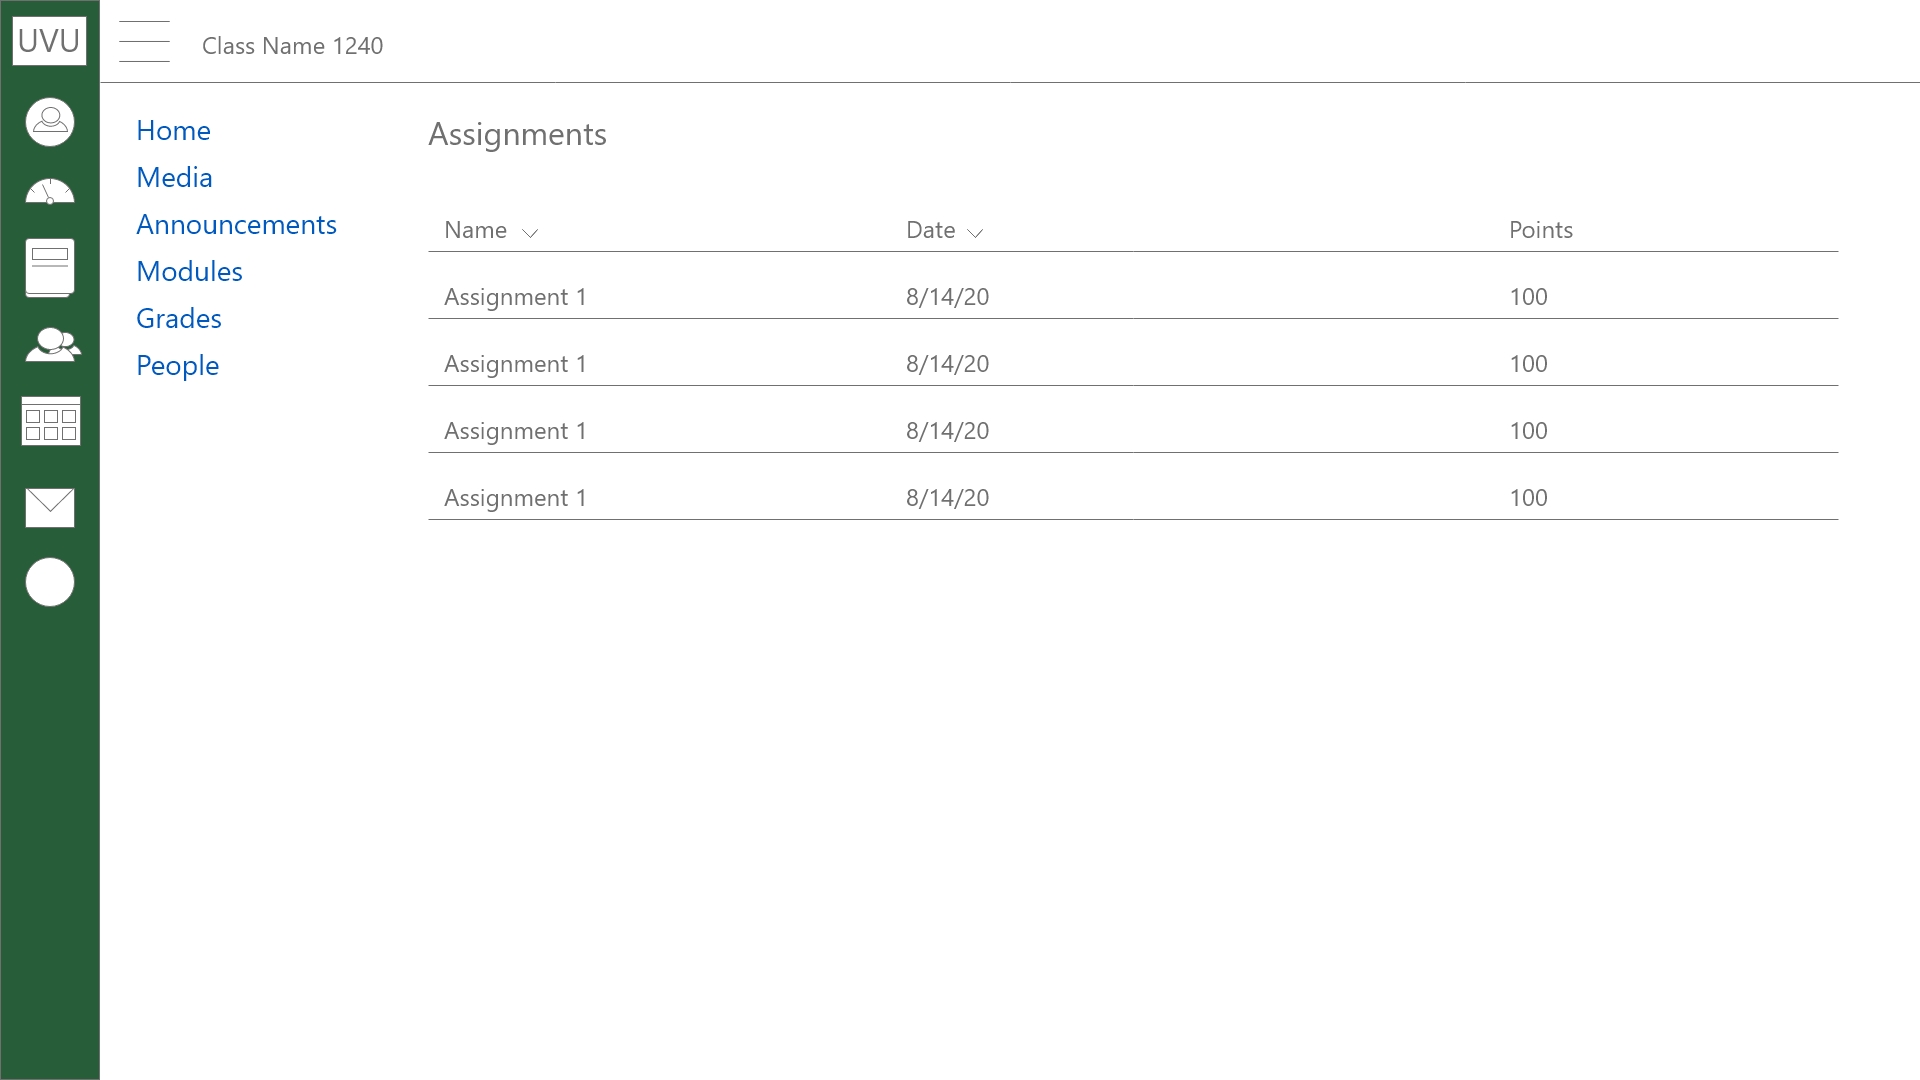 UVU
Class Name 1240
Home
Media
Announcements
Modules
Grades
People
Assignments
Name Date Points
Assignment 1 8/14/20 100
Assignment 1 8/14/20 100
Assignment 1 8/14/20 100
Assignment 1 8/14/20 100